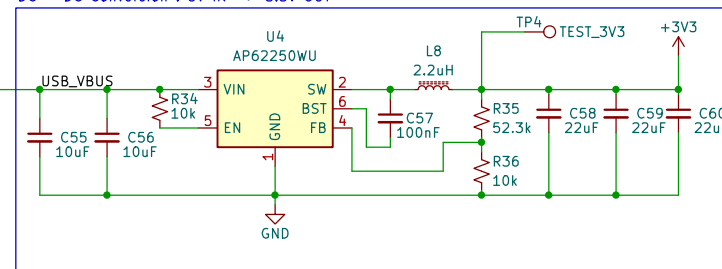 TP4
TEST_3V3
+3V3
U4
AP62250WU
L8
2.2uH
USB_VBUS
3
VIN
SW
2
R34
10k
BST
6
5
EN
FB
4
GND
1
C55
10uF
C56
10uF
C57
100nF
R35
52.3k
R36
10k
C58
22uF
C59
22uF
GND